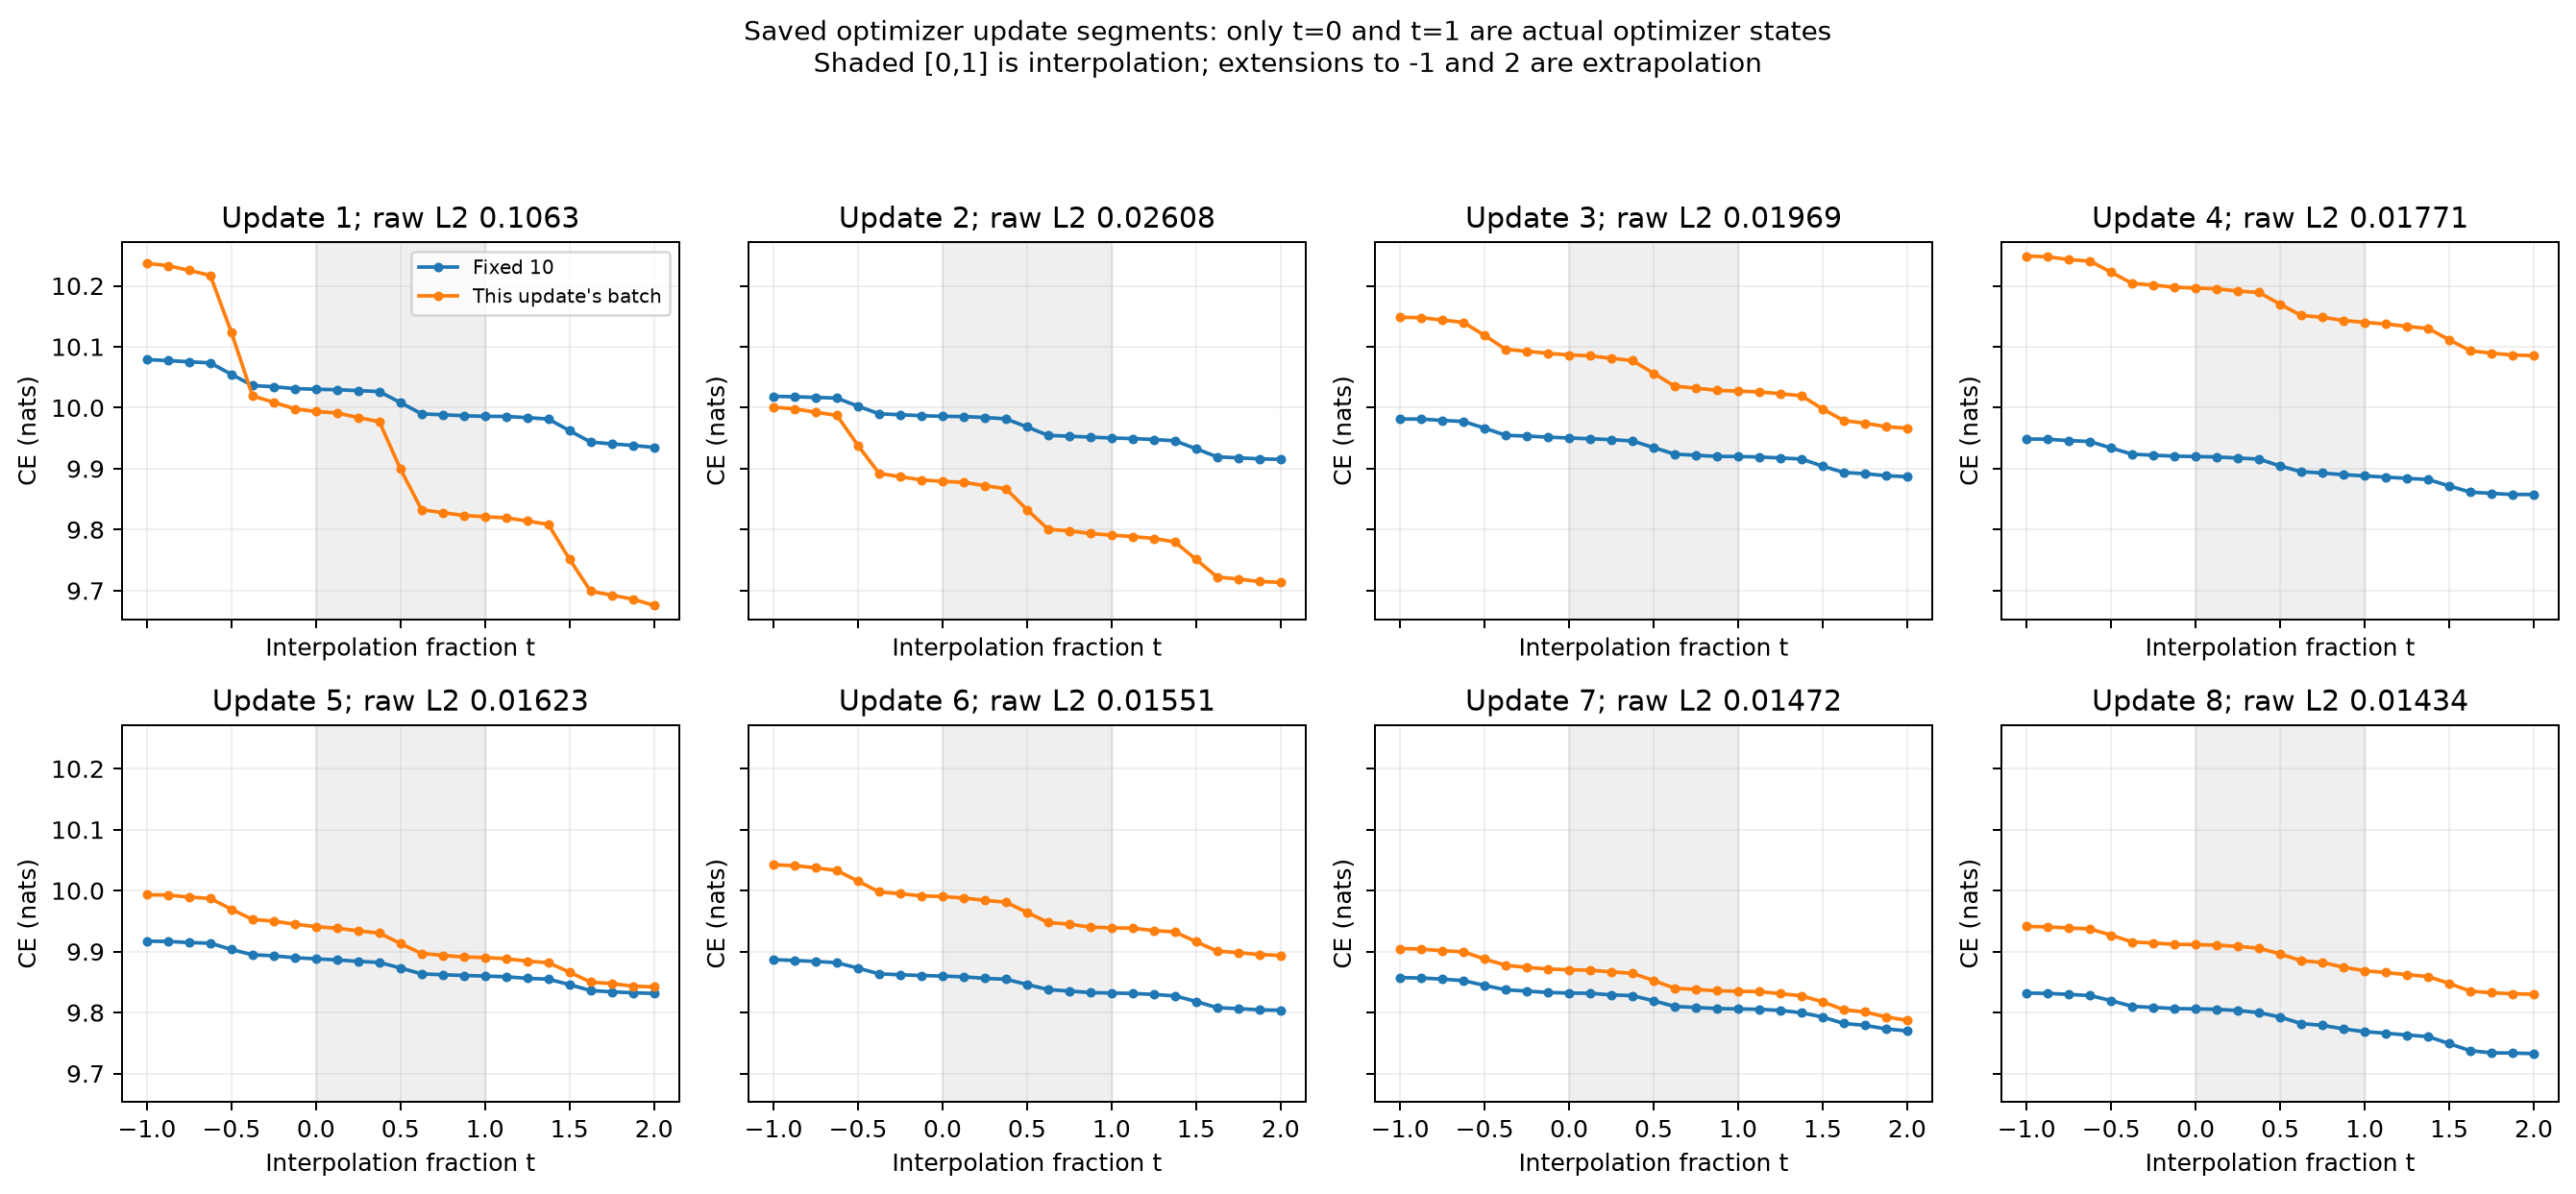 Saved optimizer update segments: only t=0 and t=1 are actual optimizer states
Shaded [0,1] is interpolation; extensions to -1 and 2 are extrapolation
Update 1; raw L2 0.1063
Update 2; raw L2 0.02608
Update 3; raw L2 0.01969
Update 4; raw L2 0.01771
Fixed 10
This update's batch
10.2
10.1
10.0
9.9
9.8
9.7
CE (nats)
CE (nats)
CE (nats)
CE (nats)
Interpolation fraction t
Interpolation fraction t
Interpolation fraction t
Interpolation fraction t
Update 5; raw L2 0.01623
Update 6; raw L2 0.01551
Update 7; raw L2 0.01472
Update 8; raw L2 0.01434
10.2
10.1
10.0
9.9
9.8
9.7
CE (nats)
CE (nats)
CE (nats)
CE (nats)
−1.0 −0.5 0.0 0.5 1.0 1.5 2.0
−1.0 −0.5 0.0 0.5 1.0 1.5 2.0
−1.0 −0.5 0.0 0.5 1.0 1.5 2.0
−1.0 −0.5 0.0 0.5 1.0 1.5 2.0
Interpolation fraction t
Interpolation fraction t
Interpolation fraction t
Interpolation fraction t